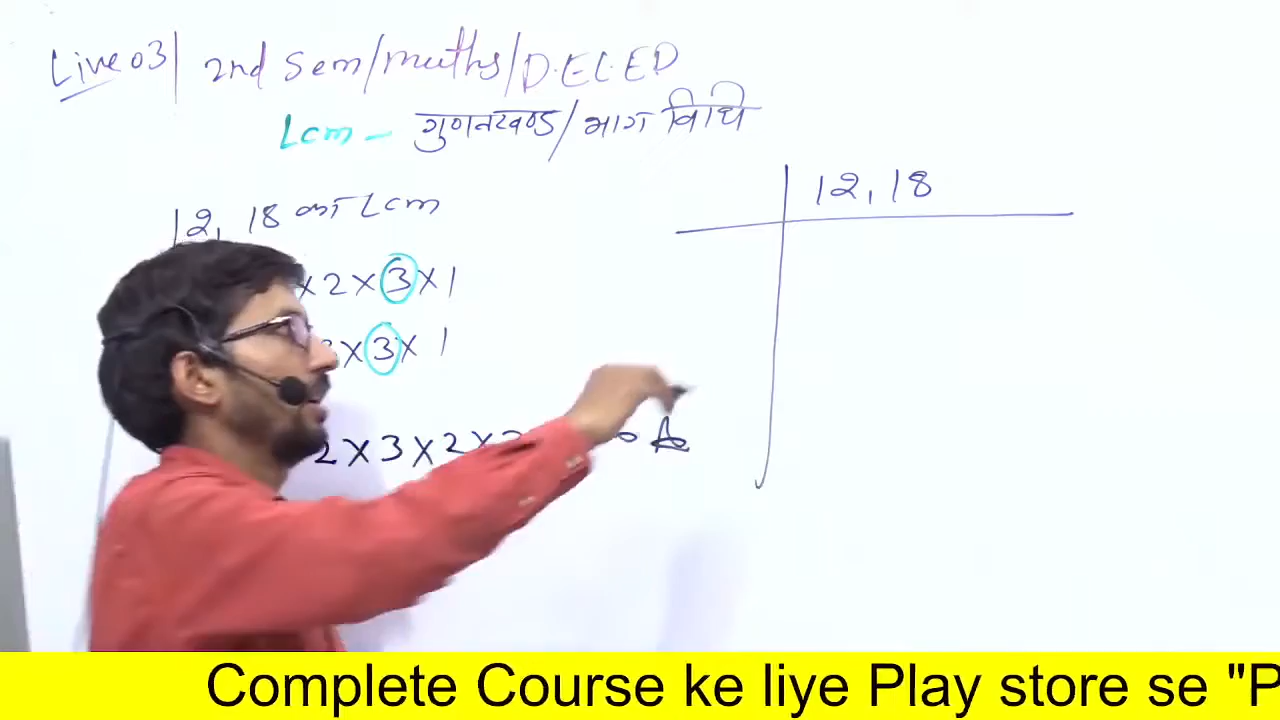 Live 03| 2nd Sem/maths/D.EL.ED
Lcm - गुणनखण्ड/भाग विधि
12, 18 का Lcm
12, 18
×2×3×1
×3×1
2×3×2×3
Complete Course ke liye Play store se "P